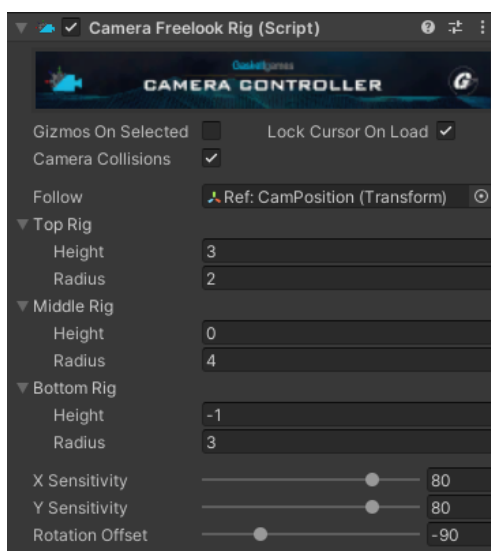 Camera Freelook Rig (Script)
Gasketgames
CAMERA CONTROLLER
G
Gizmos On Selected Lock Cursor On Load
Camera Collisions
Follow Ref: CamPosition (Transform)
Top Rig
Height 3
Radius 2
Middle Rig
Height 0
Radius 4
Bottom Rig
Height -1
Radius 3
X Sensitivity 80
Y Sensitivity 80
Rotation Offset -90